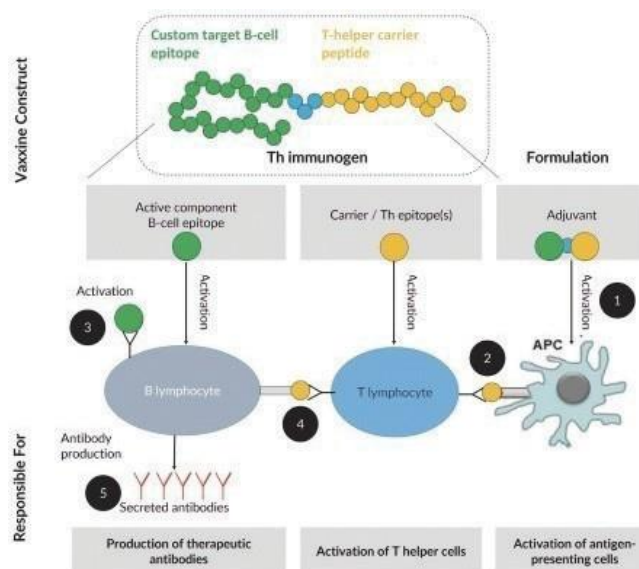 Custom target B-cell
epitope
T-helper carrier
peptide
Vaxxine Construct
Th immunogen
Formulation
Active component
B-cell epitope
Carrier / Th epitope(s)
Adjuvant
Activation
Activation
Activation
1
Activation
3
APC
2
B lymphocyte
T lymphocyte
4
Responsible For
Antibody
production
5
Secreted antibodies
Production of therapeutic
antibodies
Activation of T helper cells
Activation of antigen-
presenting cells